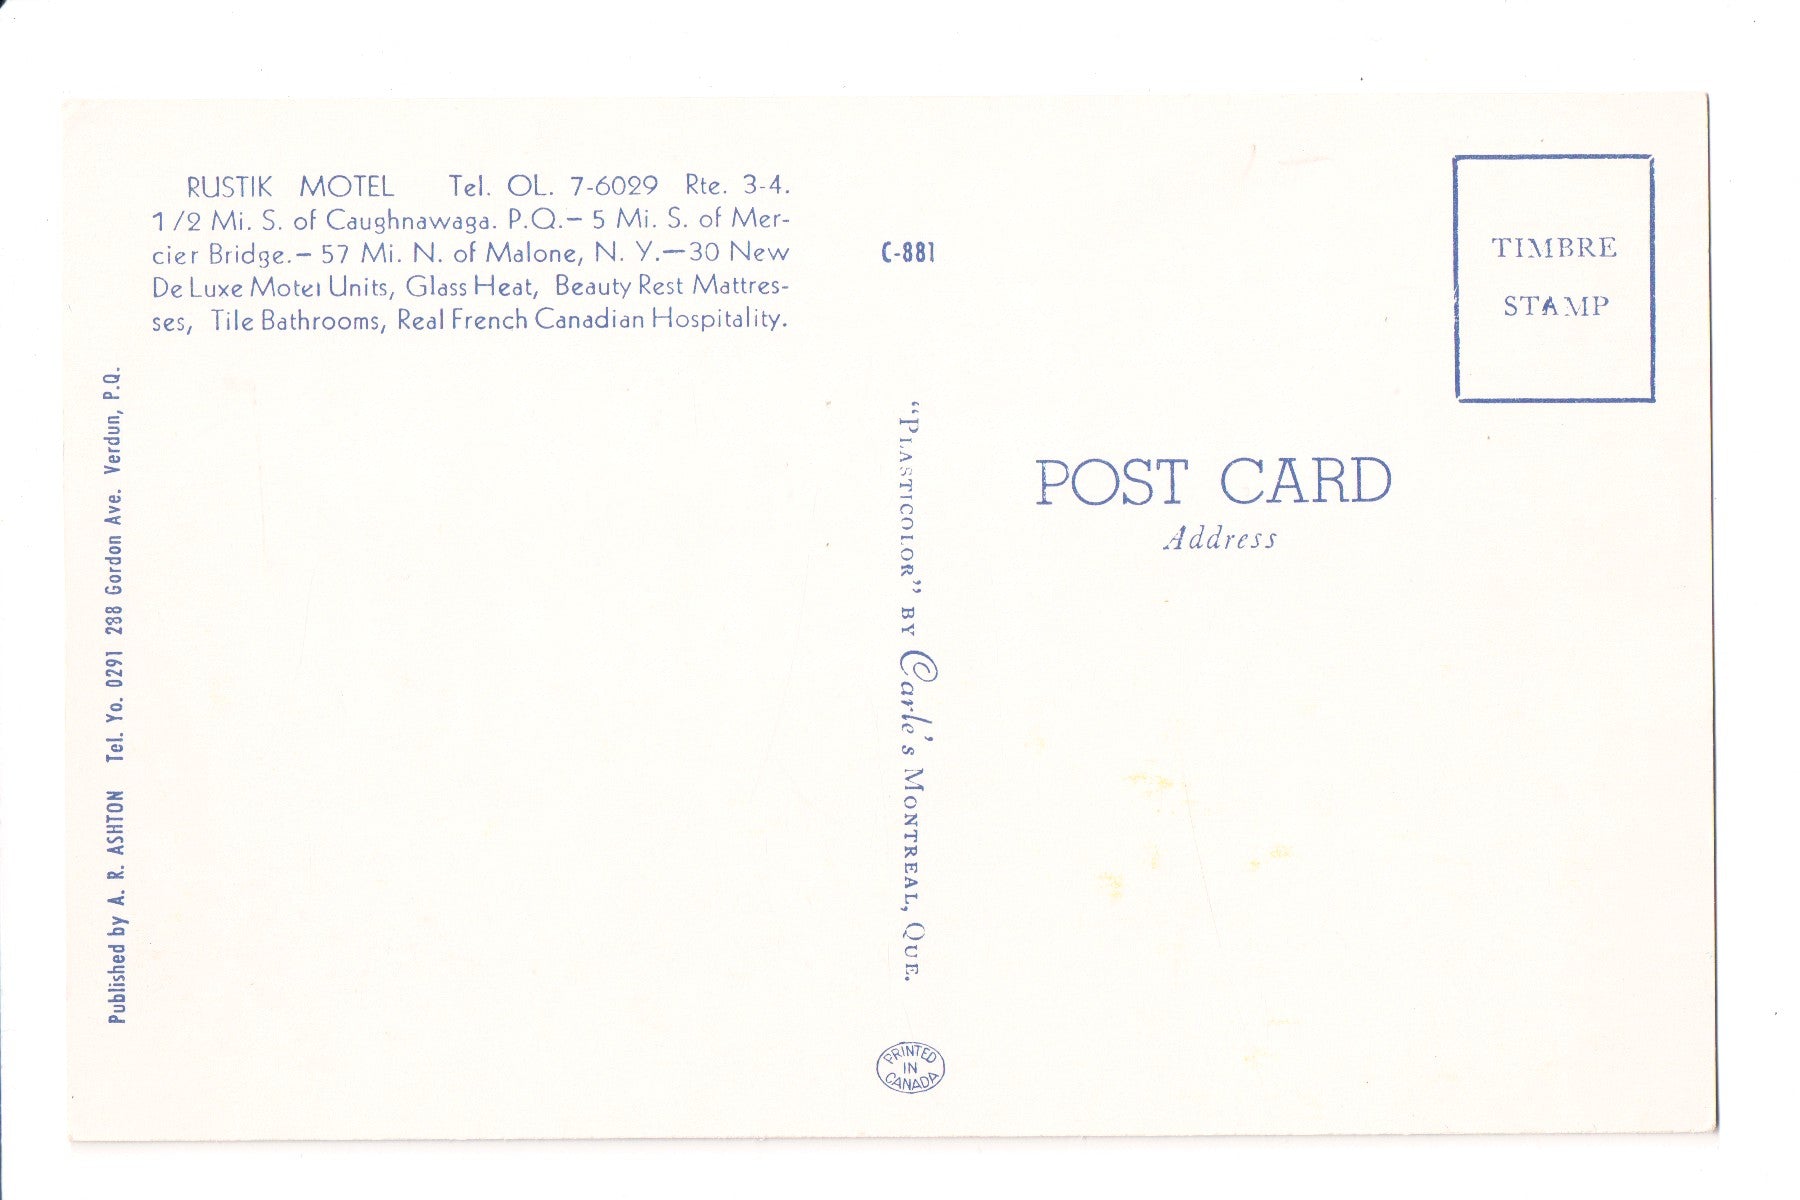 RUSTIK MOTEL Tel. OL. 7-6029 Rte. 3-4.
1/2 Mi. S. of Caughnawaga. P.Q.— 5 Mi. S. of Mer-
cier Bridge.— 57 Mi. N. of Malone, N. Y.—30 New
De Luxe Motel Units, Glass Heat, Beauty Rest Mattres-
ses, Tile Bathrooms, Real French Canadian Hospitality.
Published by A. R. ASHTON Tel. Yo. 0291 288 Gordon Ave. Verdun, P.Q.
C-881
"PLASTICOLOR" BY Carle's MONTREAL, QUE.
PRINTED
IN
CANADA
TIMBRE
STAMP
POST CARD
Address